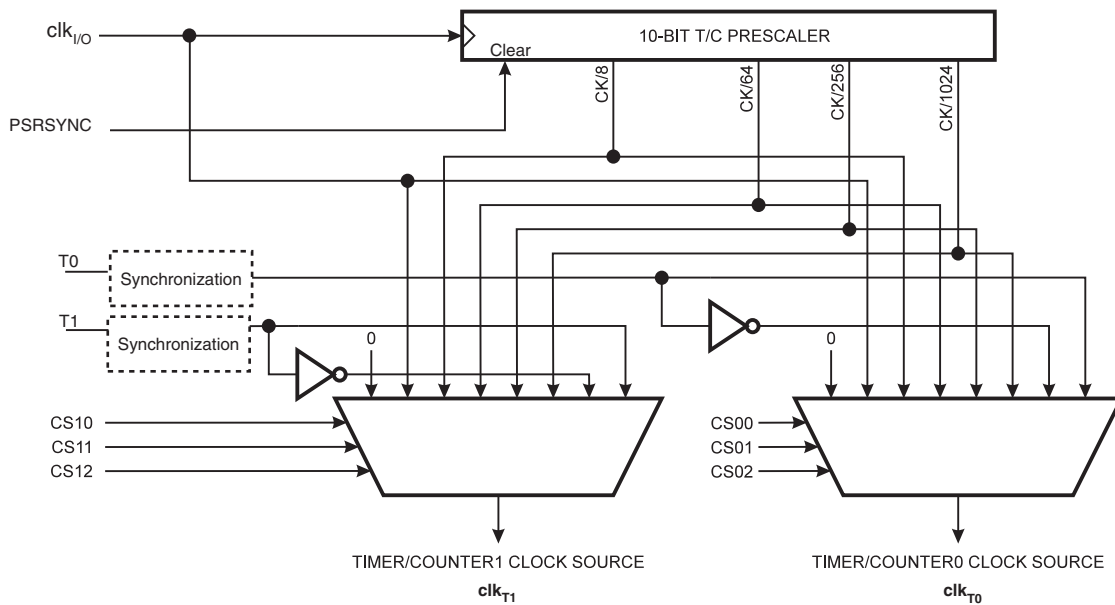 clkI/O
10-BIT T/C PRESCALER
Clear
CK/8
CK/64
CK/256
CK/1024
PSRSYNC
T0
Synchronization
T1
Synchronization
0
0
CS10
CS11
CS12
CS00
CS01
CS02
TIMER/COUNTER1 CLOCK SOURCE
clkT1
TIMER/COUNTER0 CLOCK SOURCE
clkT0